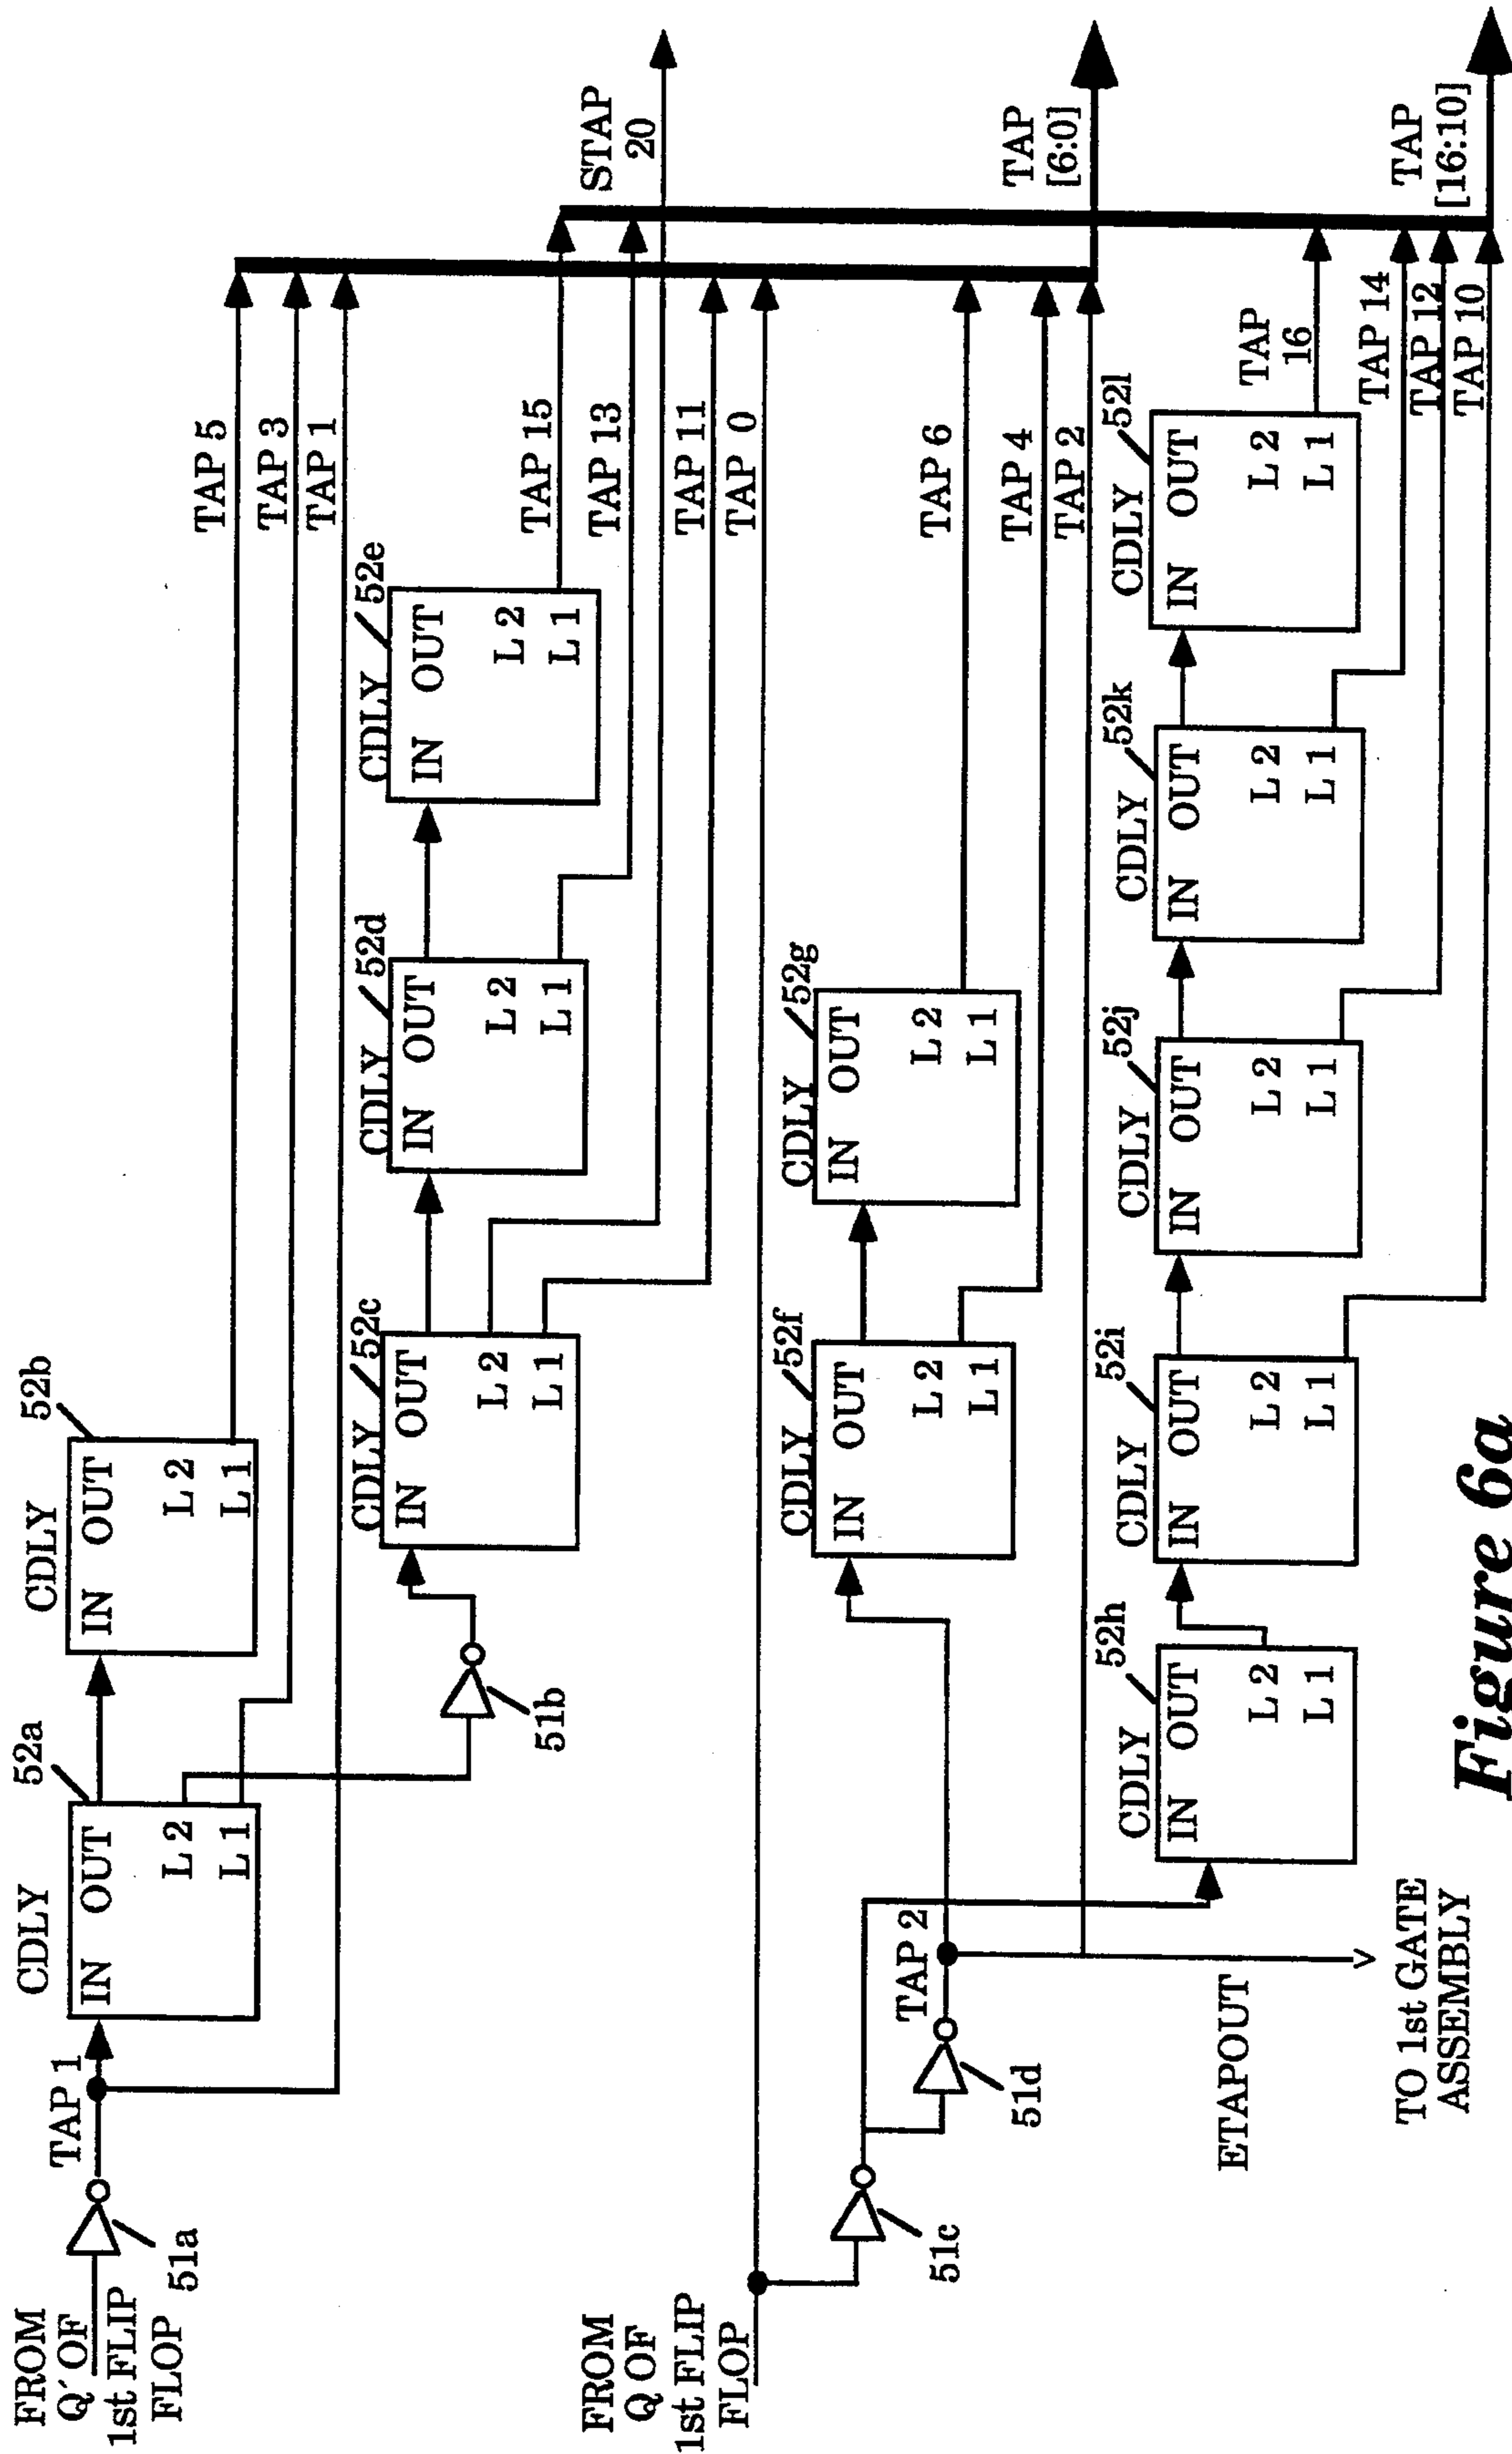 FROM
Q´ OF
1st FLIP
FLOP
51a
TAP 1
CDLY
52a
IN OUT
L 2
L 1
CDLY
52b
IN OUT
L 2
L 1
TAP 5
TAP 3
TAP 1
51b
CDLY
52c
IN OUT
L 2
L 1
CDLY
52d
IN OUT
L 2
L 1
CDLY
52e
IN OUT
L 2
L 1
TAP 15
TAP 13
STAP
20
TAP 11
TAP 0
FROM
Q OF
1st FLIP
FLOP
51c
51d
TAP 2
CDLY
52f
IN OUT
L 2
L 1
CDLY
52g
IN OUT
L 2
L 1
TAP 6
TAP 4
TAP 2
TAP
[6:0]
ETAPOUT
TO 1st GATE
ASSEMBLY
CDLY
52h
IN OUT
L 2
L 1
CDLY
52i
IN OUT
L 2
L 1
CDLY
52j
IN OUT
L 2
L 1
CDLY
52k
IN OUT
L 2
L 1
CDLY
52l
IN OUT
L 2
L 1
TAP
16
TAP 14
TAP 12
TAP 10
TAP
[16:10]
Figure 6a